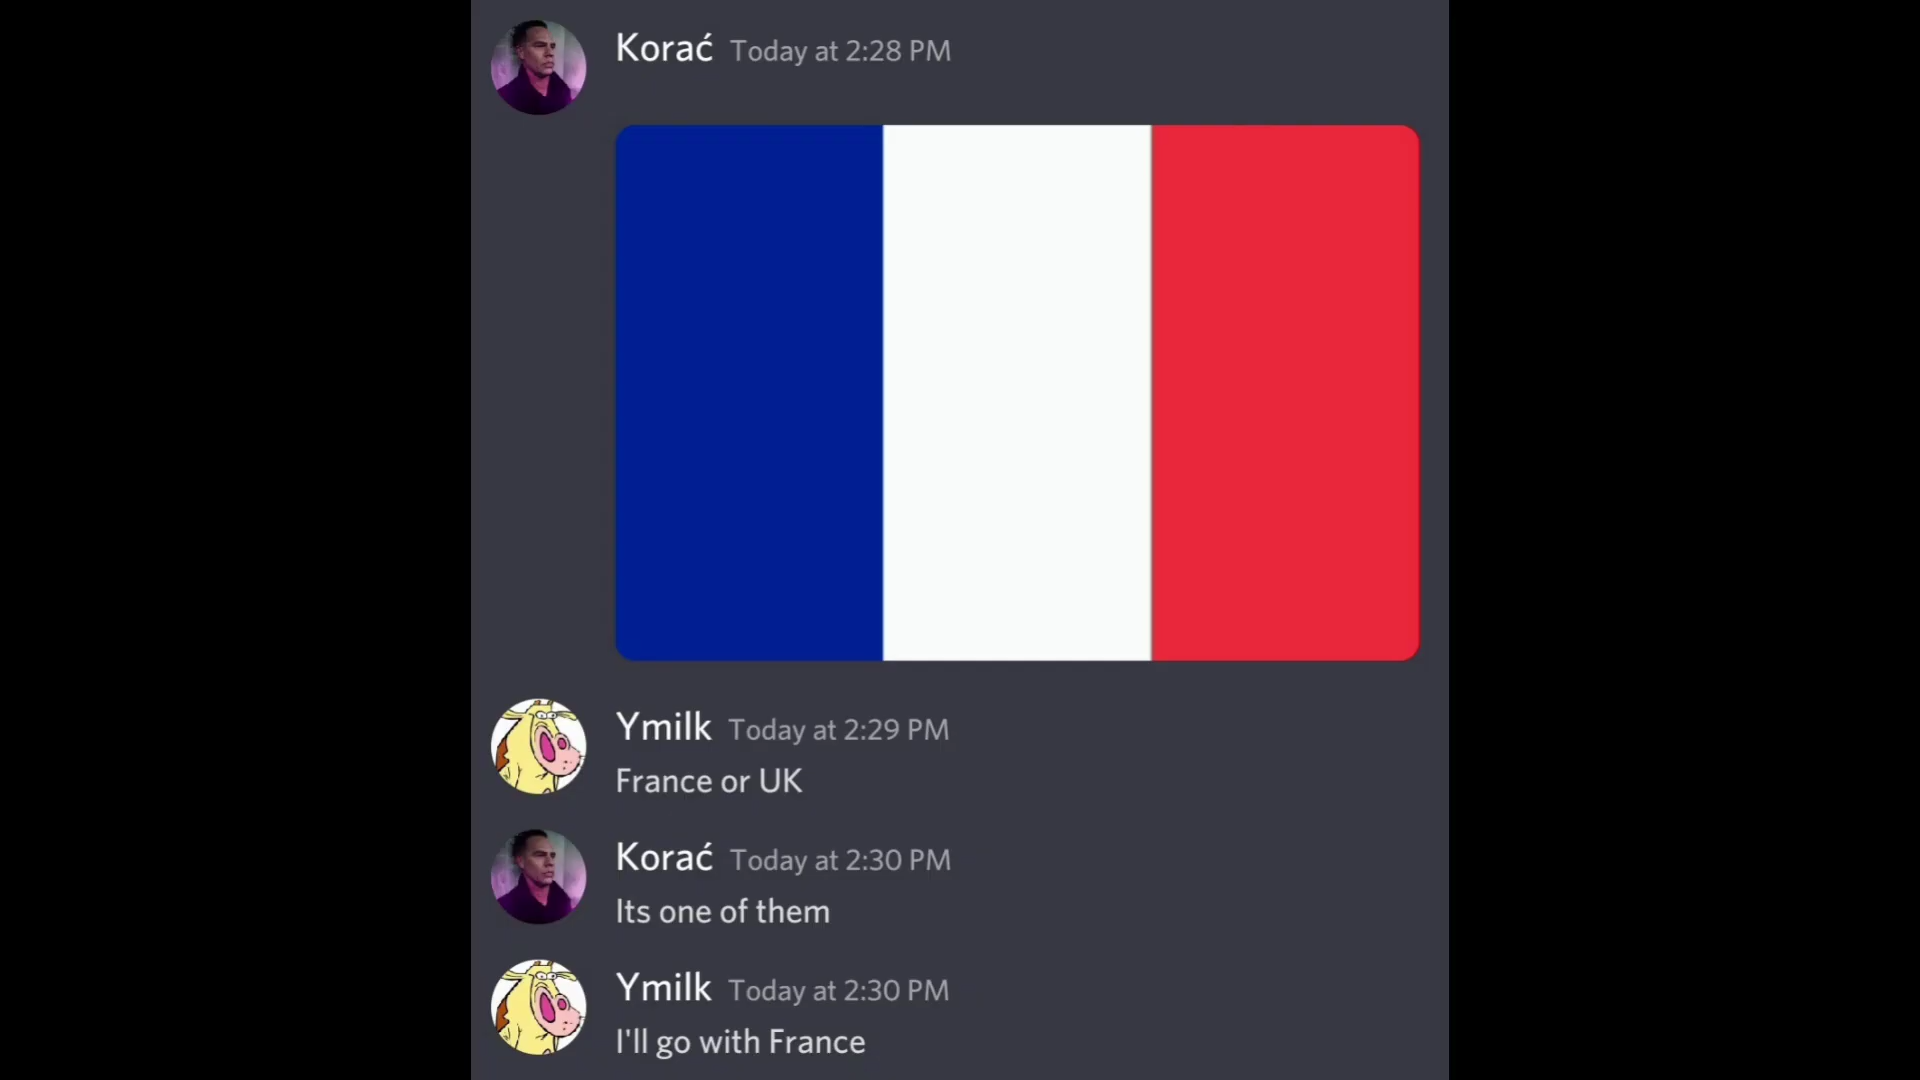 Korać Today at 2:28 PM
Ymilk Today at 2:29 PM
France or UK
Korać Today at 2:30 PM
Its one of them
Ymilk Today at 2:30 PM
I'll go with France